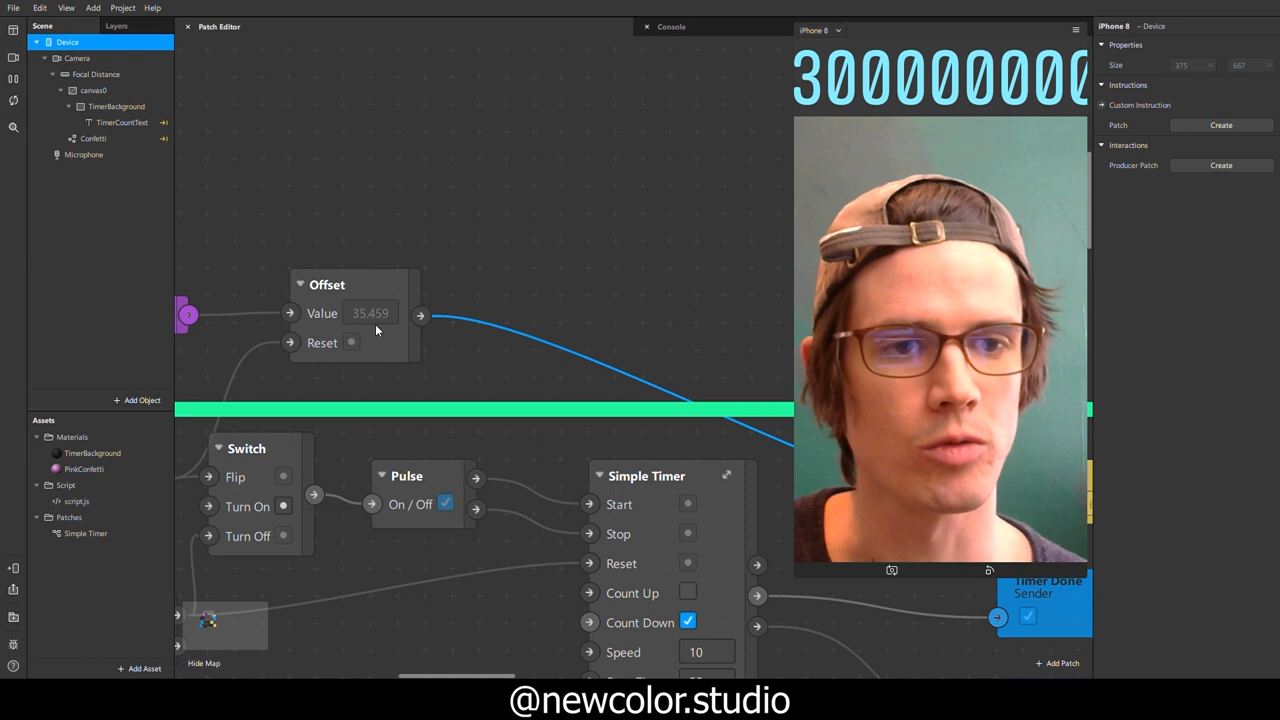 File Edit View Add Project Help
Scene Layers
Device
Camera
Focal Distance
canvas0
TimerBackground
TimerCountText
Confetti
Microphone
+ Add Object
Assets
Materials
TimerBackground
PinkConfetti
Script
script.js
Patches
Simple Timer
+ Add Asset
× Patch Editor
× Console
Offset
Value 35.459
Reset
Switch
Flip
Turn On
Turn Off
Pulse
On / Off
Simple Timer
Start
Stop
Reset
Count Up
Count Down
Speed 10
Timer Done
Sender
Hide Map
+ Add Patch
iPhone 8
300000000
iPhone 8 – Device
Properties
Size 375 667
Instructions
Custom Instruction
Patch Create
Interactions
Producer Patch Create
@newcolor.studio